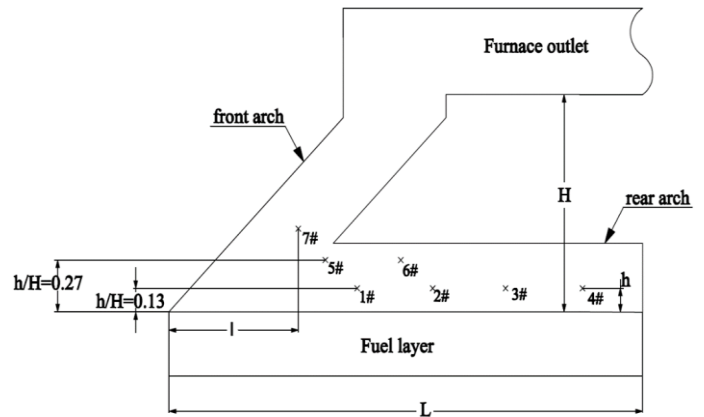 Furnace outlet
front arch
H
rear arch
7#
h/H=0.27
5#
6#
h
h/H=0.13
1#
2#
3#
4#
l
Fuel layer
L